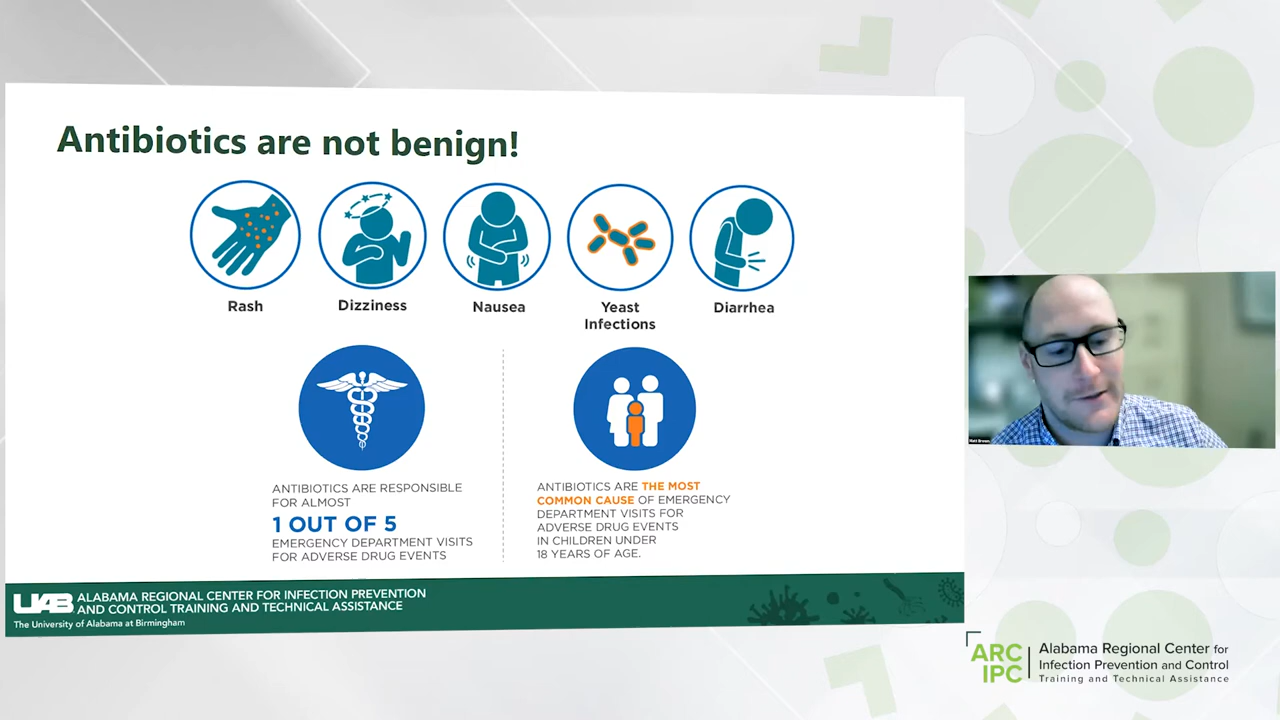 Antibiotics are not benign!
Rash
Dizziness
Nausea
Yeast
Infections
Diarrhea
ANTIBIOTICS ARE RESPONSIBLE
FOR ALMOST
1 OUT OF 5
EMERGENCY DEPARTMENT VISITS
FOR ADVERSE DRUG EVENTS
ANTIBIOTICS ARE THE MOST
COMMON CAUSE OF EMERGENCY
DEPARTMENT VISITS FOR
ADVERSE DRUG EVENTS
IN CHILDREN UNDER
18 YEARS OF AGE.
UAB
ALABAMA REGIONAL CENTER FOR INFECTION PREVENTION
AND CONTROL TRAINING AND TECHNICAL ASSISTANCE
The University of Alabama at Birmingham
Matt Brown
ARC
IPC
Alabama Regional Center for
Infection Prevention and Control
Training and Technical Assistance